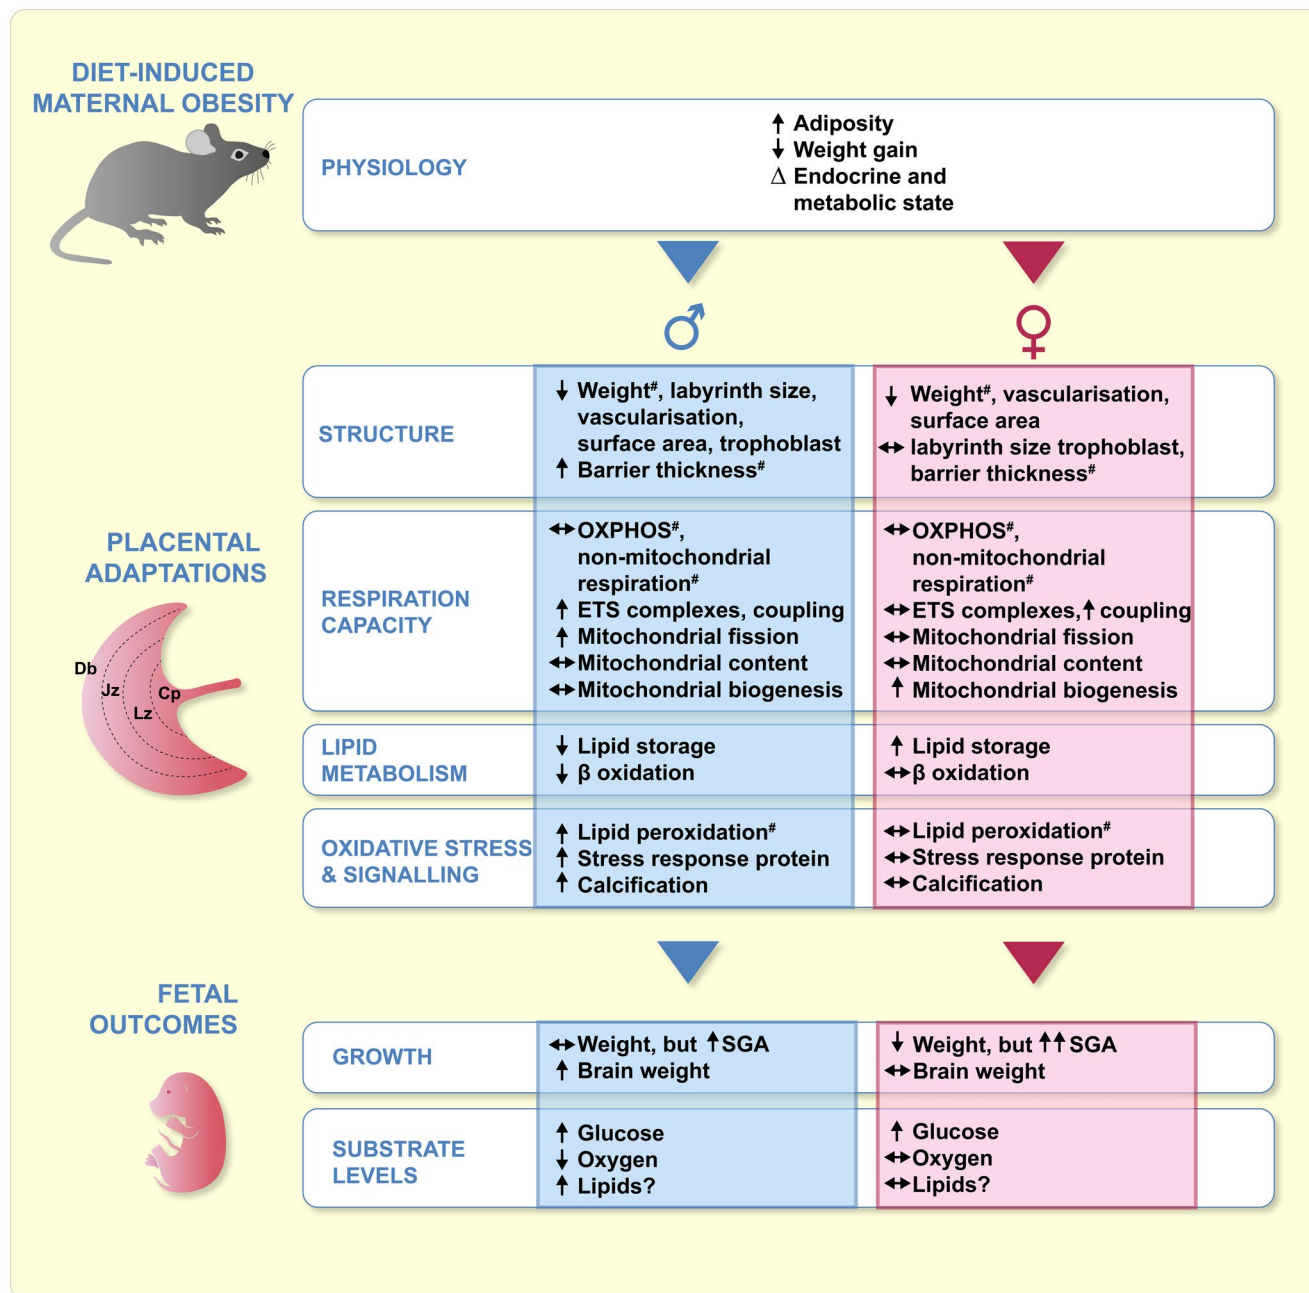 DIET-INDUCED
MATERNAL OBESITY
PHYSIOLOGY
↑ Adiposity
↓ Weight gain
Δ Endocrine and
metabolic state
♂
♀
PLACENTAL
ADAPTATIONS
Db
Jz
Lz
Cp
STRUCTURE
↓ Weight#, labyrinth size,
vascularisation,
surface area, trophoblast
↑ Barrier thickness#
↓ Weight#, vascularisation,
surface area
↔ labyrinth size trophoblast,
barrier thickness#
RESPIRATION
CAPACITY
↔ OXPHOS#,
non-mitochondrial
respiration#
↑ ETS complexes, coupling
↑ Mitochondrial fission
↔ Mitochondrial content
↔ Mitochondrial biogenesis
↔ OXPHOS#,
non-mitochondrial
respiration#
↔ ETS complexes, ↑ coupling
↔ Mitochondrial fission
↔ Mitochondrial content
↑ Mitochondrial biogenesis
LIPID
METABOLISM
↓ Lipid storage
↓ β oxidation
↑ Lipid storage
↔ β oxidation
OXIDATIVE STRESS
& SIGNALLING
↑ Lipid peroxidation#
↑ Stress response protein
↑ Calcification
↔ Lipid peroxidation#
↔ Stress response protein
↔ Calcification
FETAL
OUTCOMES
GROWTH
↔ Weight, but ↑ SGA
↑ Brain weight
↓ Weight, but ↑↑ SGA
↔ Brain weight
SUBSTRATE
LEVELS
↑ Glucose
↓ Oxygen
↑ Lipids?
↑ Glucose
↔ Oxygen
↔ Lipids?